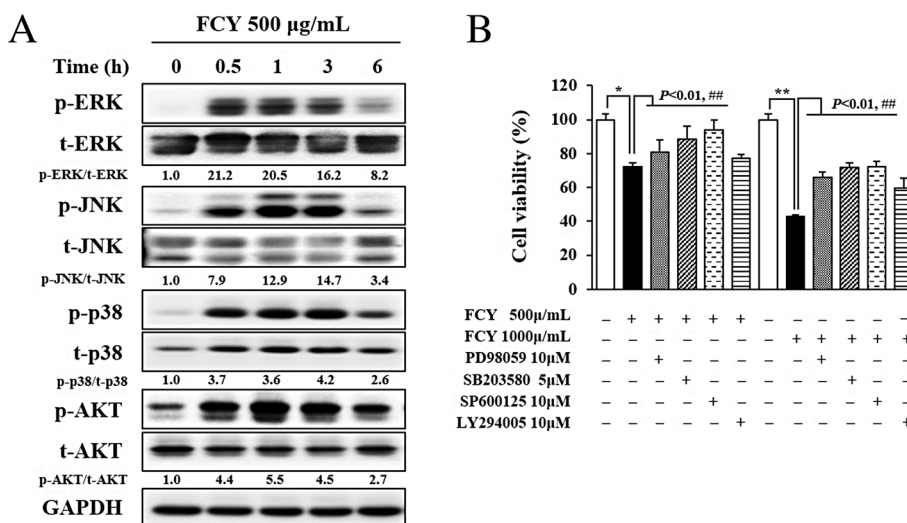 A
FCY 500 μg/mL
Time (h) 0 0.5 1 3 6
p-ERK
t-ERK
p-ERK/t-ERK 1.0 21.2 20.5 16.2 8.2
p-JNK
t-JNK
p-JNK/t-JNK 1.0 7.9 12.9 14.7 3.4
p-p38
t-p38
p-p38/t-p38 1.0 3.7 3.6 4.2 2.6
p-AKT
t-AKT
p-AKT/t-AKT 1.0 4.4 5.5 4.5 2.7
GAPDH
B
Cell viability (%)
120
100
80
60
40
20
0
* P<0.01, ##
** P<0.01, ##
FCY 500μ/mL – + + + + + – – – – – –
FCY 1000μ/mL – – – – – – – + + + + +
PD98059 10μM – – + – – – – – + – – –
SB203580 5μM – – – + – – – – – + – –
SP600125 10μM – – – – + – – – – – + –
LY294005 10μM – – – – – + – – – – – +